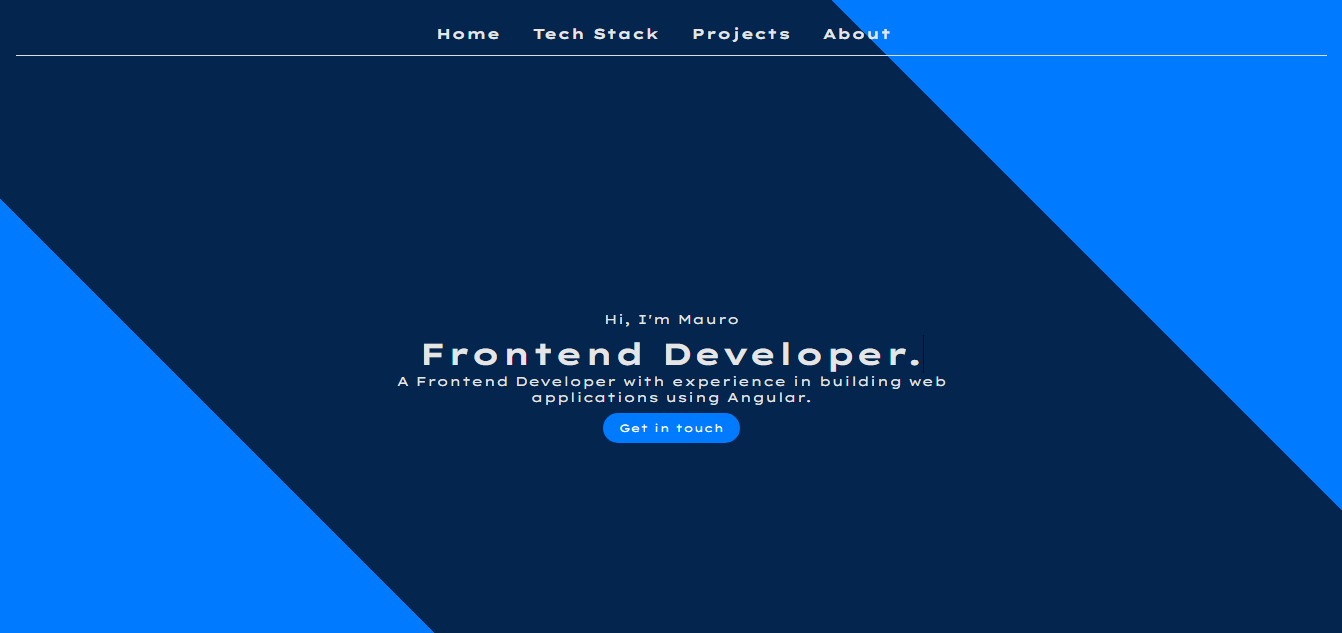 Home Tech Stack Projects About
Hi, I'm Mauro
Frontend Developer.
A Frontend Developer with experience in building web
applications using Angular.
Get in touch